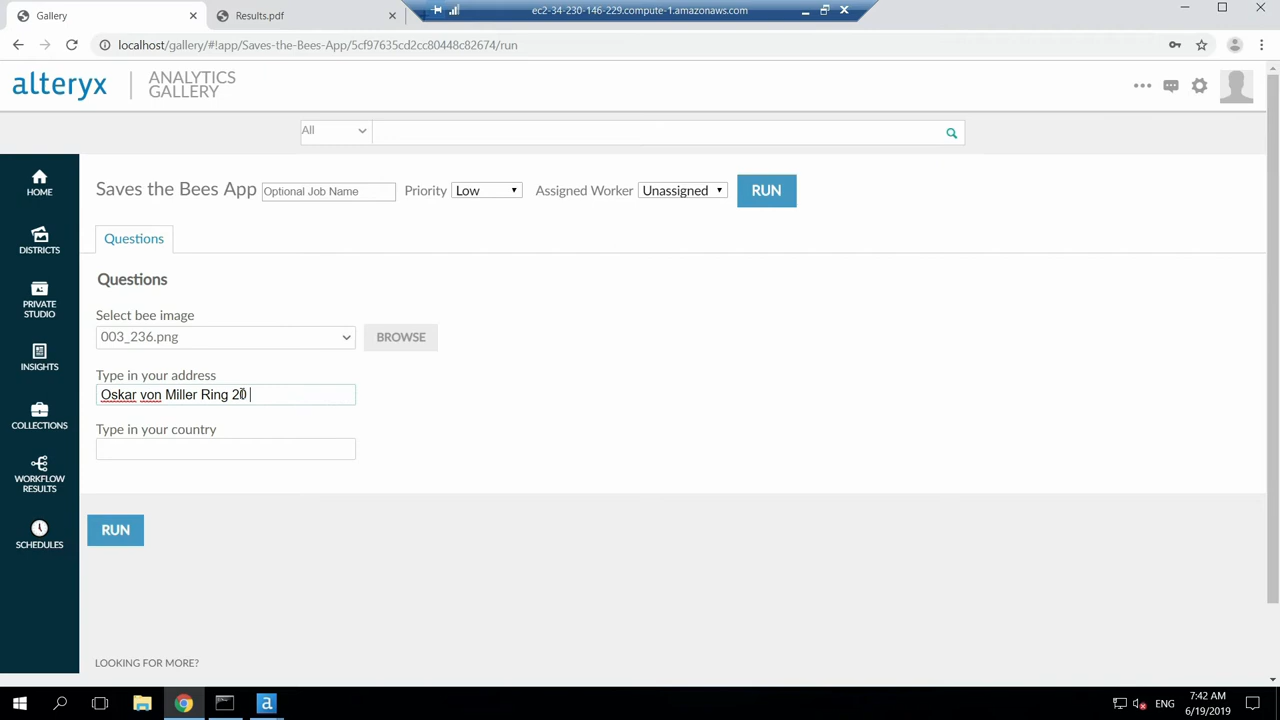 Gallery
Results.pdf
ec2-34-230-146-229.compute-1.amazonaws.com
localhost/gallery/#!app/Saves-the-Bees-App/5cf97635cd2cc80448c82674/run
alteryx
ANALYTICS
GALLERY
All
HOME
DISTRICTS
PRIVATE
STUDIO
INSIGHTS
COLLECTIONS
WORKFLOW
RESULTS
SCHEDULES
Saves the Bees App Optional Job Name Priority Low Assigned Worker Unassigned RUN
Questions
Questions
Select bee image
003_236.png BROWSE
Type in your address
Oskar von Miller Ring 20
Type in your country
RUN
LOOKING FOR MORE?
ENG
7:42 AM
6/19/2019